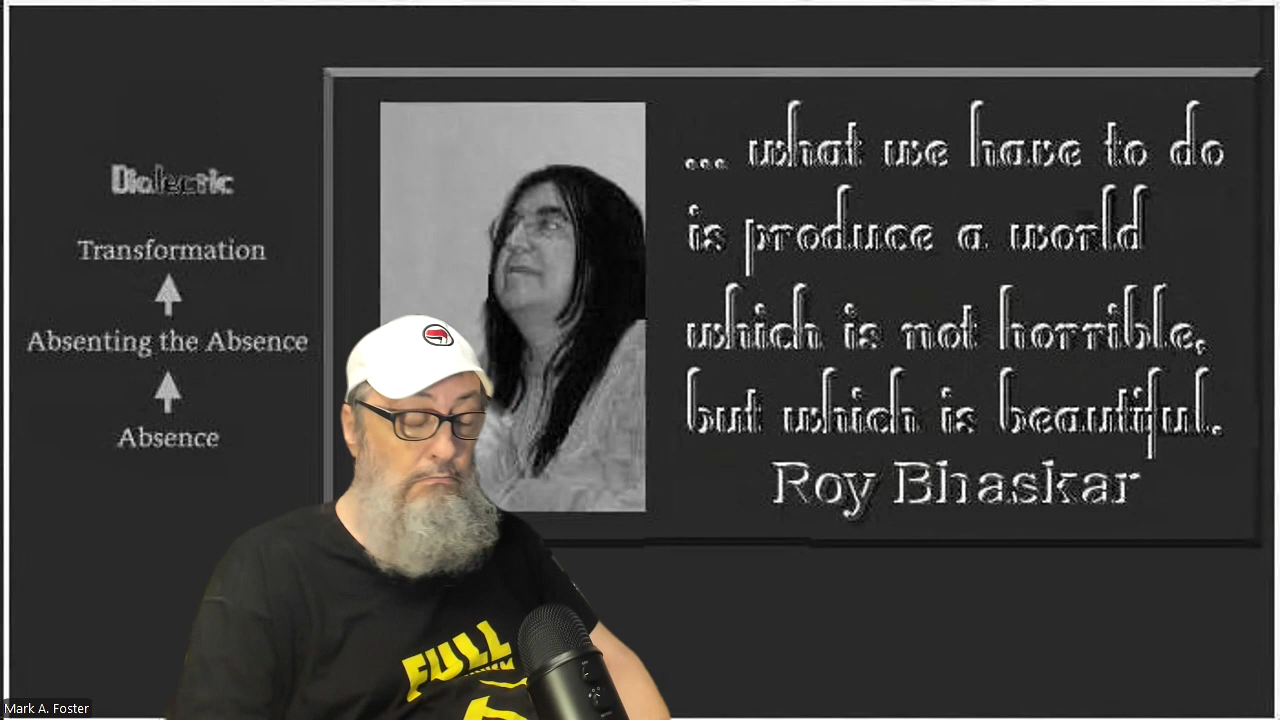 Dialectic
Transformation
Absenting the Absence
Absence
... what we have to do
is produce a world
which is not horrible,
but which is beautiful.
Roy Bhaskar
FULL
Mark A. Foster